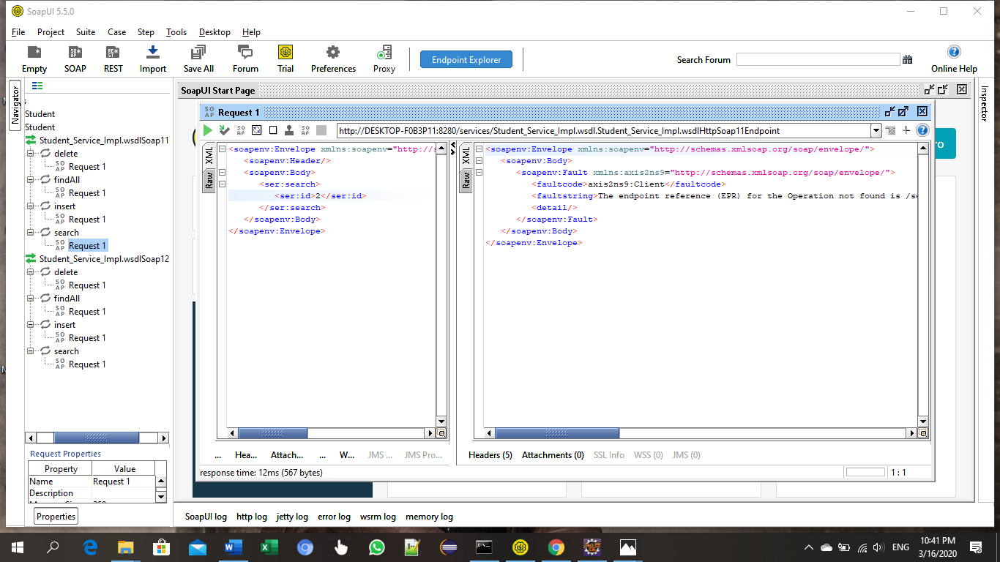 SoapUI 5.5.0
File Project Suite Case Step Tools Desktop Help
Empty SOAP REST Import Save All Forum Trial Preferences Proxy Endpoint Explorer Search Forum Online Help
Navigator
Inspector
SoapUI Start Page
Student
Student
Student_Service_Impl.wsdlSoap11
delete
Request 1
findAll
Request 1
insert
Request 1
search
Request 1
Student_Service_Impl.wsdlSoap12
delete
Request 1
findAll
Request 1
insert
Request 1
search
Request 1
Request Properties
Property Value
Name Request 1
Description
Properties
Request 1
http://DESKTOP-F0B3P11:8280/services/Student_Service_Impl.wsdl.Student_Service_Impl.wsdlHttpSoap11Endpoint
XML
Raw
<soapenv:Envelope xmlns:soapenv="http://s
<soapenv:Header/>
<soapenv:Body>
<ser:search>
<ser:id>2</ser:id>
</ser:search>
</soapenv:Body>
</soapenv:Envelope>
XML
Raw
<soapenv:Envelope xmlns:soapenv="http://schemas.xmlsoap.org/soap/envelope/">
<soapenv:Body>
<soapenv:Fault xmlns:axis2ns9="http://schemas.xmlsoap.org/soap/envelope/">
<faultcode>axis2ns9:Client</faultcode>
<faultstring>The endpoint reference (EPR) for the Operation not found is /se
<detail/>
</soapenv:Fault>
</soapenv:Body>
</soapenv:Envelope>
... Hea... Attach... ... W... JMS ... JMS Pro...
Headers (5) Attachments (0) SSL Info WSS (0) JMS (0)
response time: 12ms (567 bytes)
1 : 1
SoapUI log http log jetty log error log wsrm log memory log
ENG
10:41 PM
3/16/2020